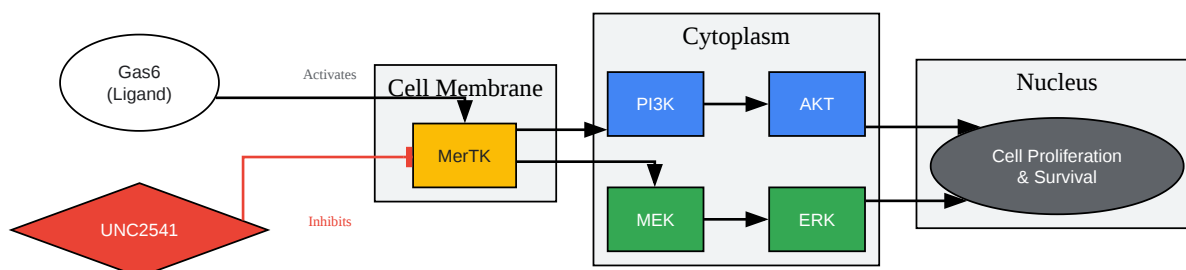 Gas6
(Ligand)
Activates
UNC2541
Inhibits
Cell Membrane
MerTK
Cytoplasm
PI3K
AKT
MEK
ERK
Nucleus
Cell Proliferation
& Survival